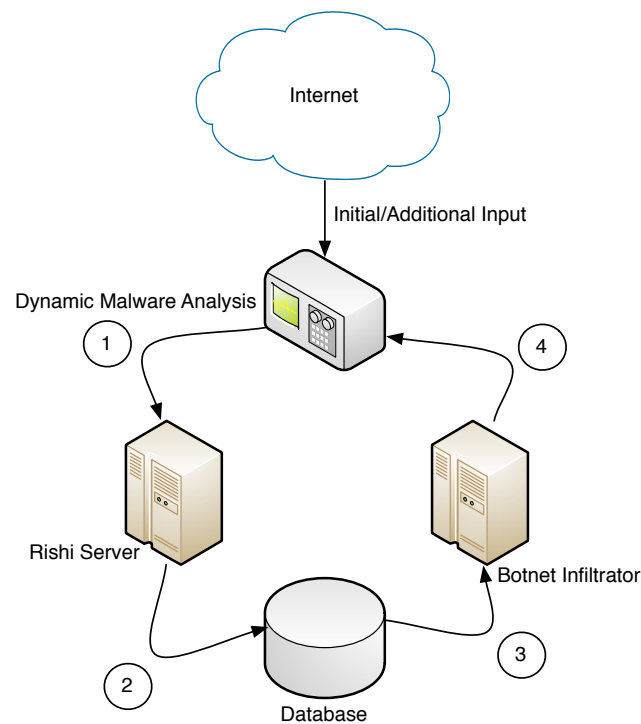 Internet
Initial/Additional Input
Dynamic Malware Analysis
1
4
Rishi Server
Botnet Infiltrator
2
3
Database